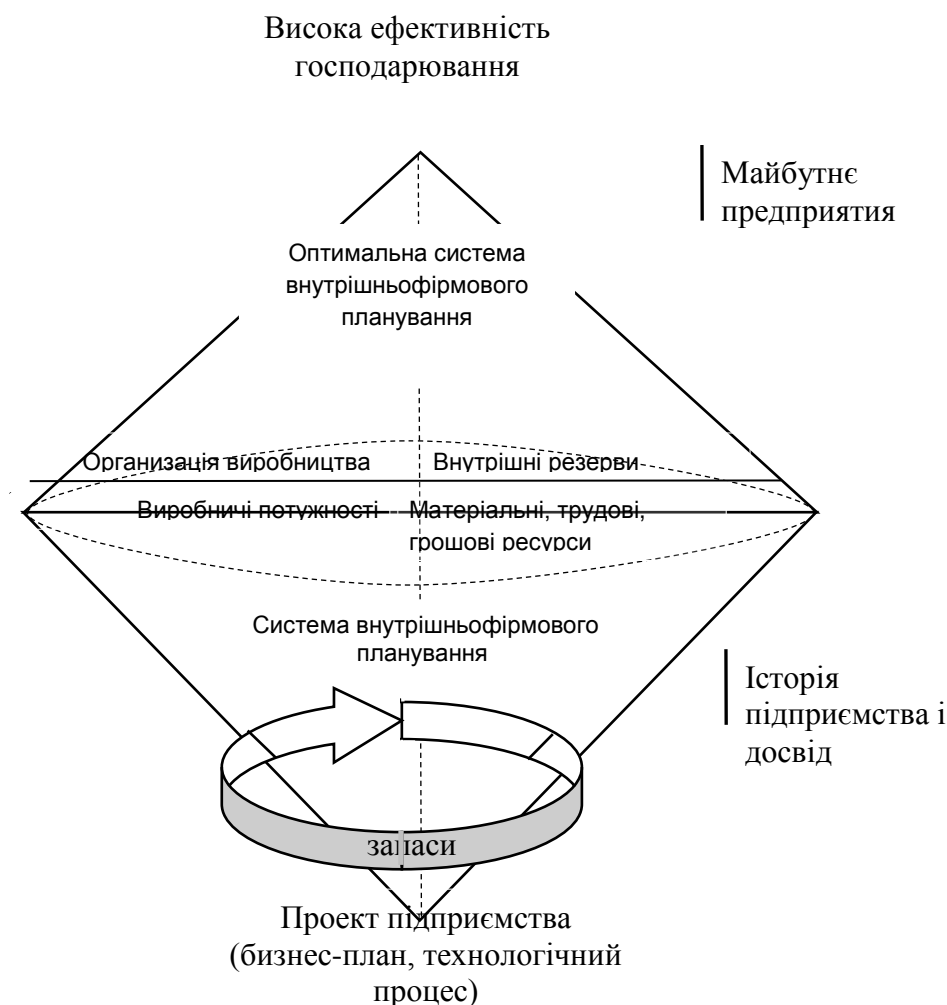 Висока ефективність
господарювання
Майбутнє
предприятия
Оптимальна система
внутрішньофірмового
планування
Организація виробництва Внутрішні резерви
Виробничі потужності Матеріальні, трудові,
грошові ресурси
Система внутрішньофірмового
планування
Історія
підприємства і
досвід
запаси
Проект підприємства
(бизнес-план, технологічний
процес)